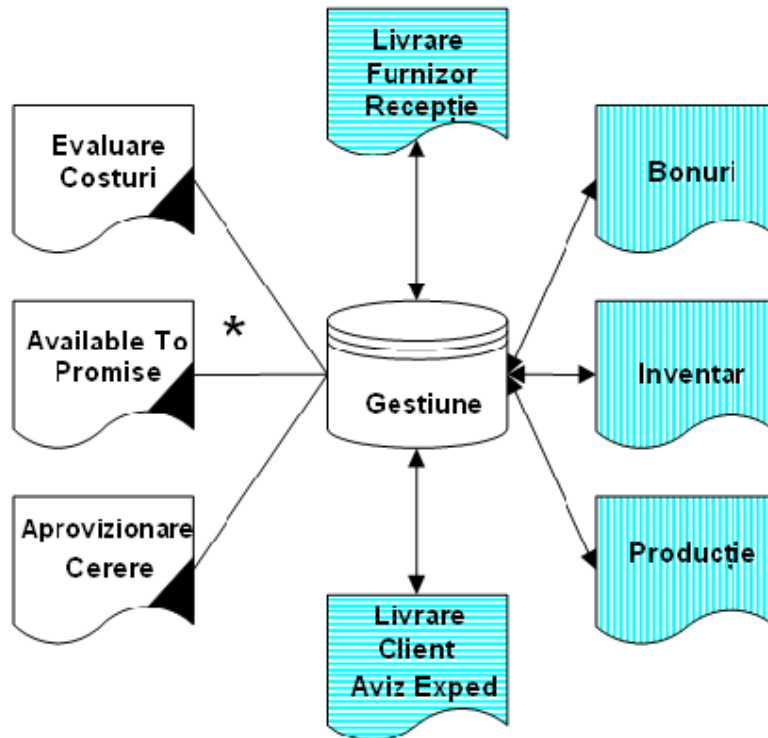 Livrare
Furnizor
Recepție
Evaluare
Costuri
Bonuri
Available To
Promise
*
Gestiune
Inventar
Aprovizionare
Cerere
Producție
Livrare
Client
Aviz Exped